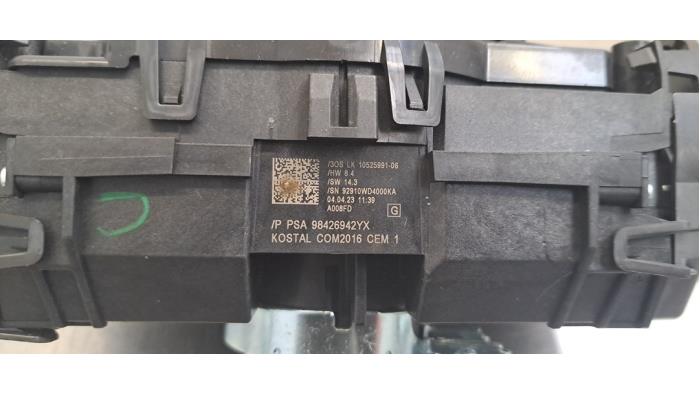 /3OS LK 10525991-06
/HW 8.4
/SW 14.3
/SN 92910WD4000KA
04.04.23 11:39
A008FD
G
/P PSA 98426942YX
KOSTAL COM2016 CEM 1